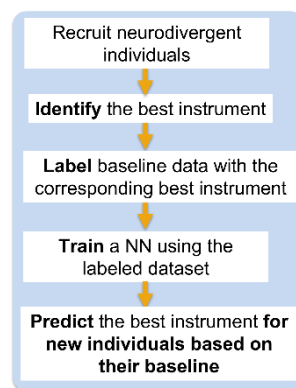 Recruit neurodivergent
individuals
Identify the best instrument
Label baseline data with the
corresponding best instrument
Train a NN using the
labeled dataset
Predict the best instrument for
new individuals based on
their baseline